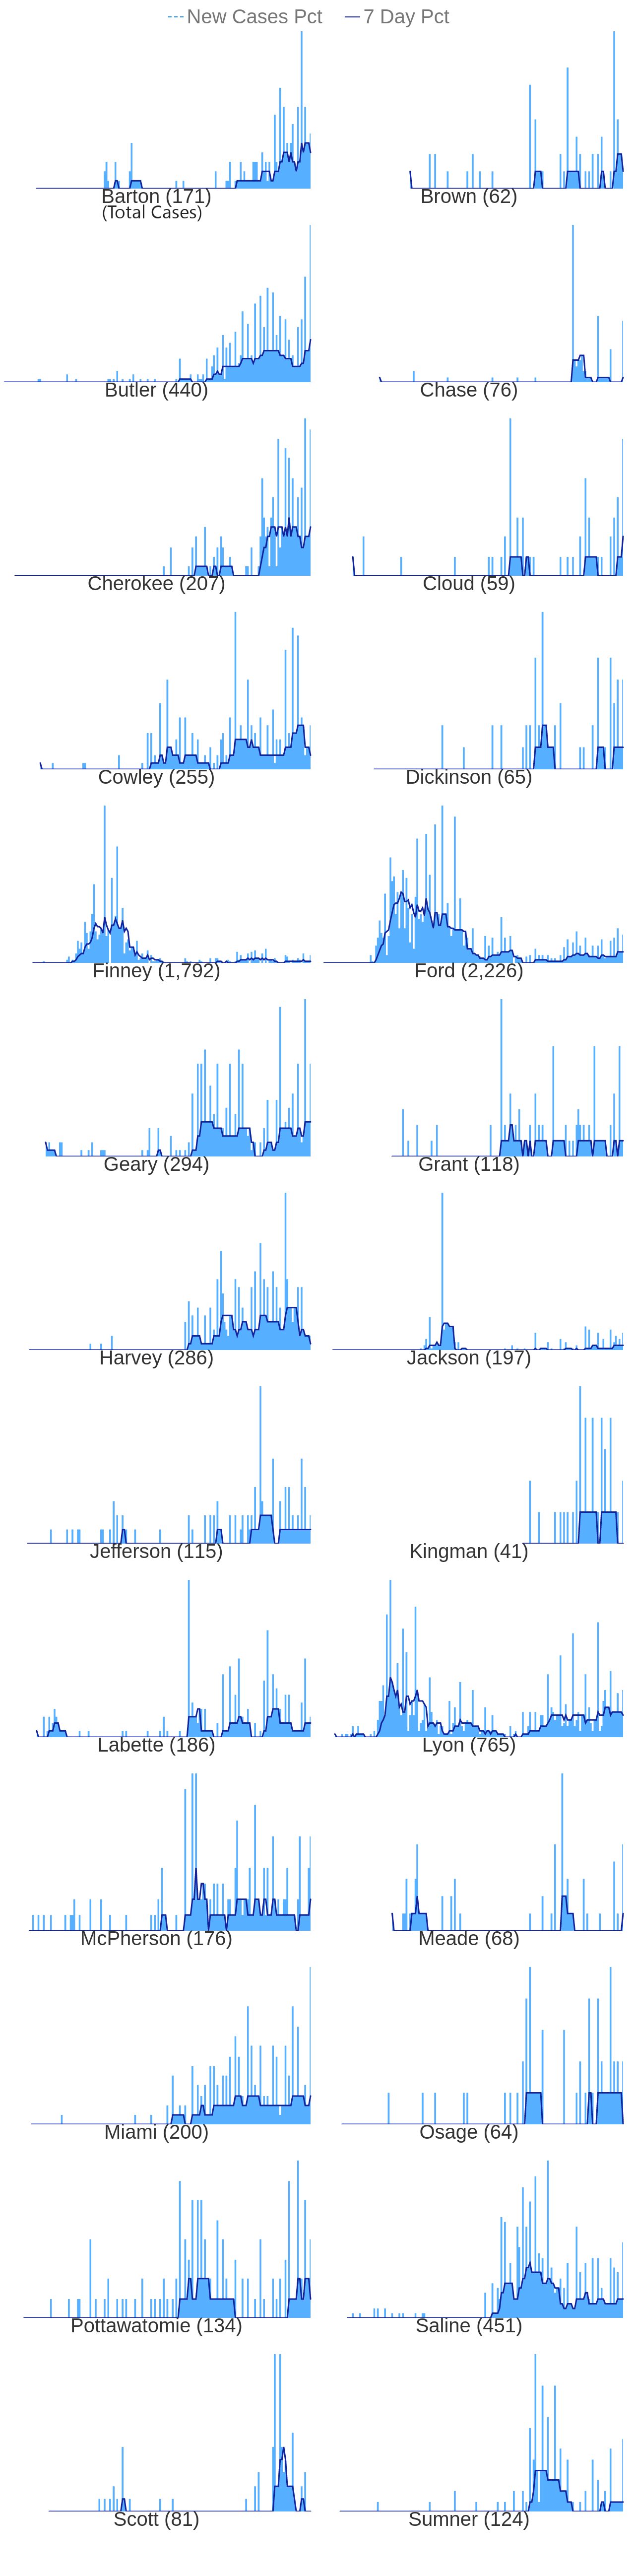 New Cases Pct 7 Day Pct
Barton (171) Brown (62)
(Total Cases)
Butler (440) Chase (76)
Cherokee (207) Cloud (59)
Cowley (255) Dickinson (65)
Finney (1,792) Ford (2,226)
Geary (294) Grant (118)
Harvey (286) Jackson (197)
Jefferson (115) Kingman (41)
Labette (186) Lyon (765)
McPherson (176) Meade (68)
Miami (200) Osage (64)
Pottawatomie (134) Saline (451)
Scott (81) Sumner (124)